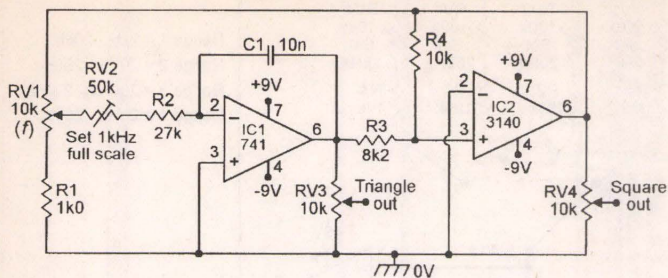 RV1
10k
(f)
RV2
50k
Set 1kHz
full scale
R2
27k
R1
1k0
C1
10n
2
3
+9V
7
IC1
741
6
4
-9V
R3
8k2
RV3
10k
Triangle
out
R4
10k
2
3
+9V
7
IC2
3140
6
4
-9V
RV4
10k
Square
out
0V